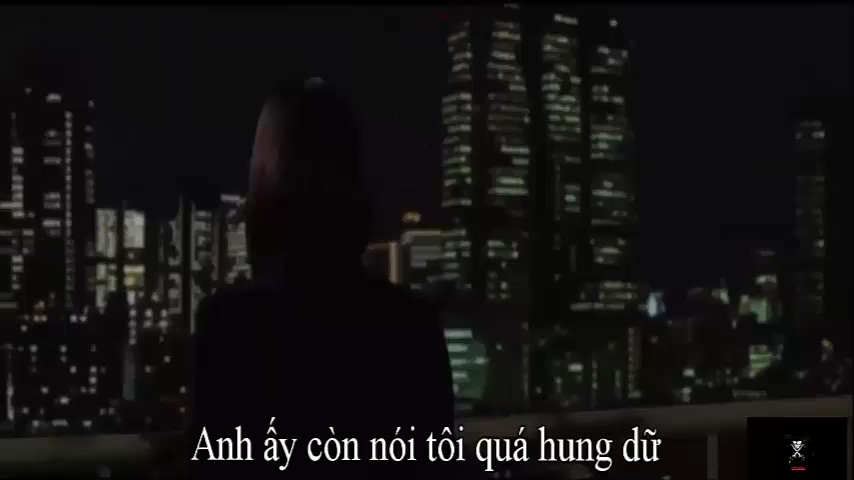 Anh ấy còn nói tôi quá hung dữ